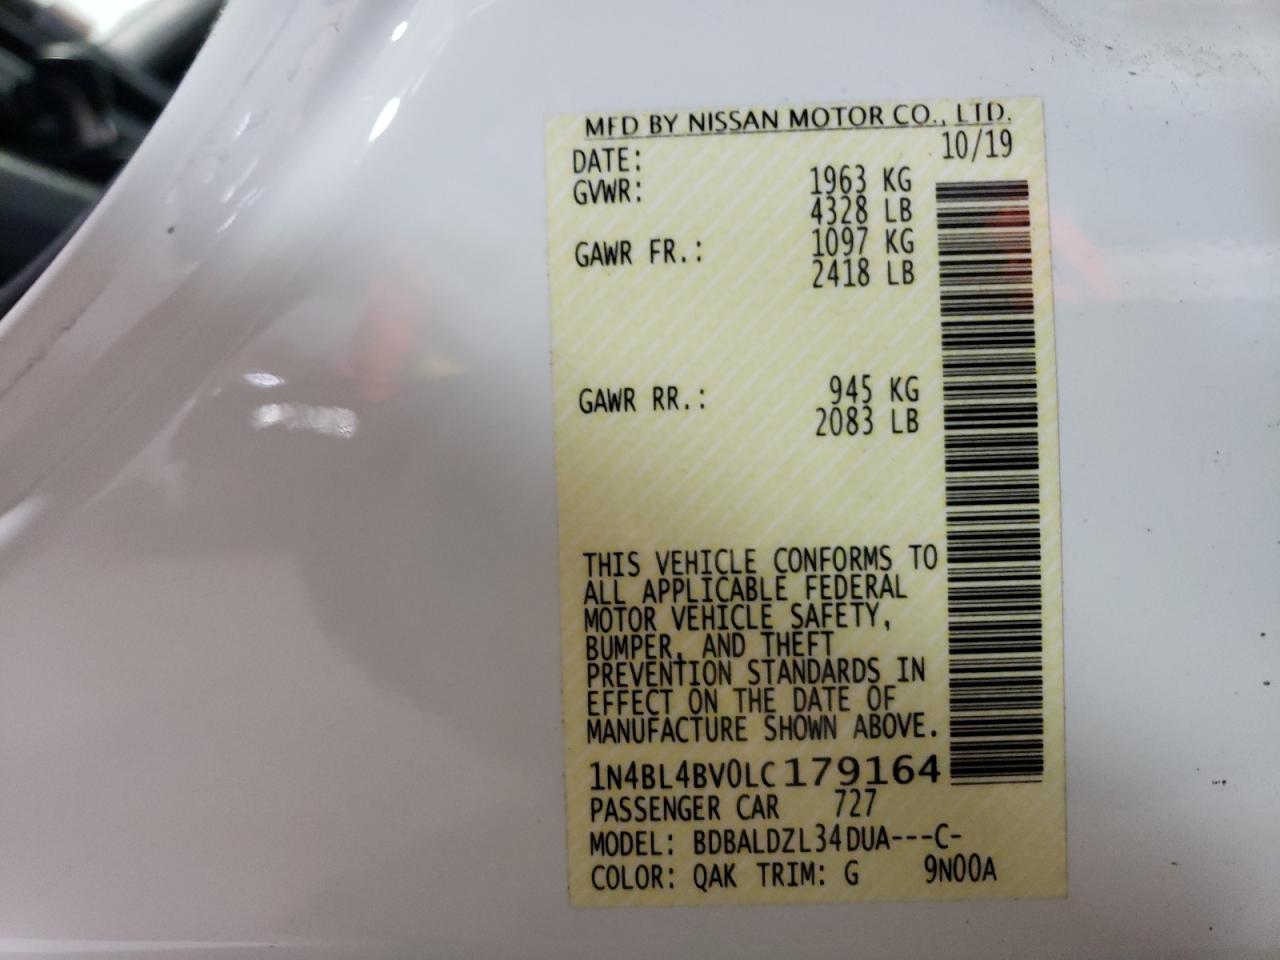 MFD BY NISSAN MOTOR CO., LTD.
DATE: 10/19
GVWR: 1963 KG
4328 LB
GAWR FR.: 1097 KG
2418 LB
GAWR RR.: 945 KG
2083 LB
THIS VEHICLE CONFORMS TO
ALL APPLICABLE FEDERAL
MOTOR VEHICLE SAFETY,
BUMPER, AND THEFT
PREVENTION STANDARDS IN
EFFECT ON THE DATE OF
MANUFACTURE SHOWN ABOVE.
1N4BL4BV0LC179164
PASSENGER CAR 727
MODEL: BDBALDZL34DUA---C-
COLOR: QAK TRIM: G 9N00A